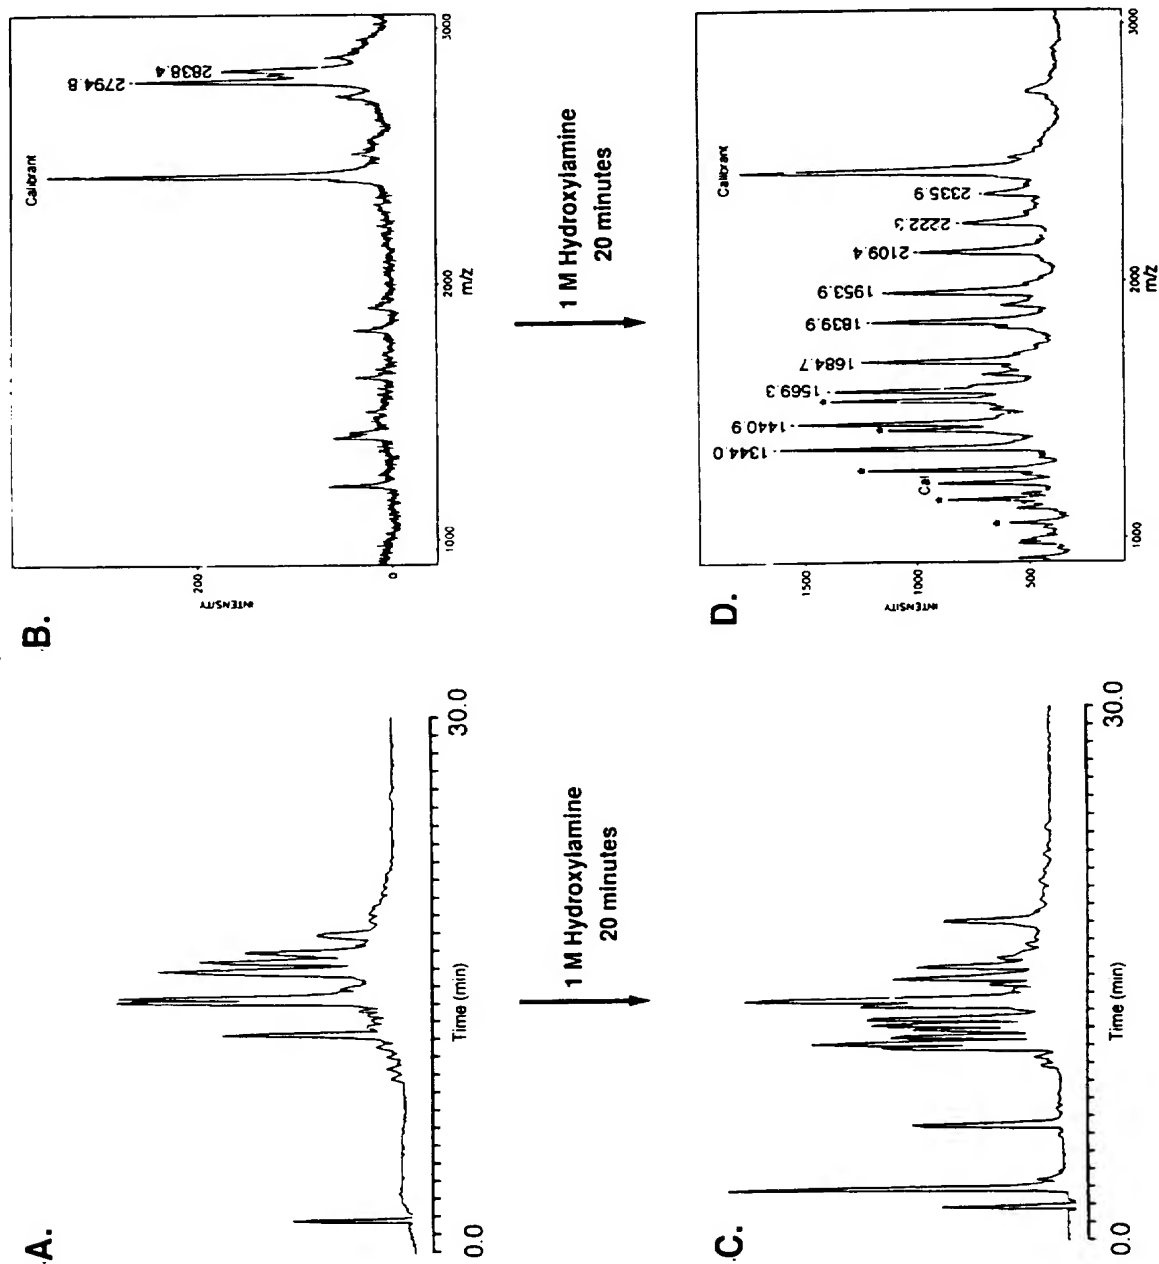 A.
0.0
Time (min)
30.0
B.
INTENSITY
200
0
Calibrant
2794.8
2838.4
1000
2000
3000
m/z
1 M Hydroxylamine
20 minutes
1 M Hydroxylamine
20 minutes
C.
0.0
Time (min)
30.0
D.
INTENSITY
1500
1000
500
*
*
Cal
*
1344.0
*
1440.9
*
1569.3
1684.7
1839.9
1953.9
2109.4
2222.3
2335.9
Calibrant
1000
2000
3000
m/z